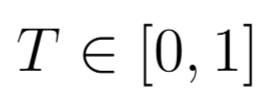 T ∈ [0, 1]